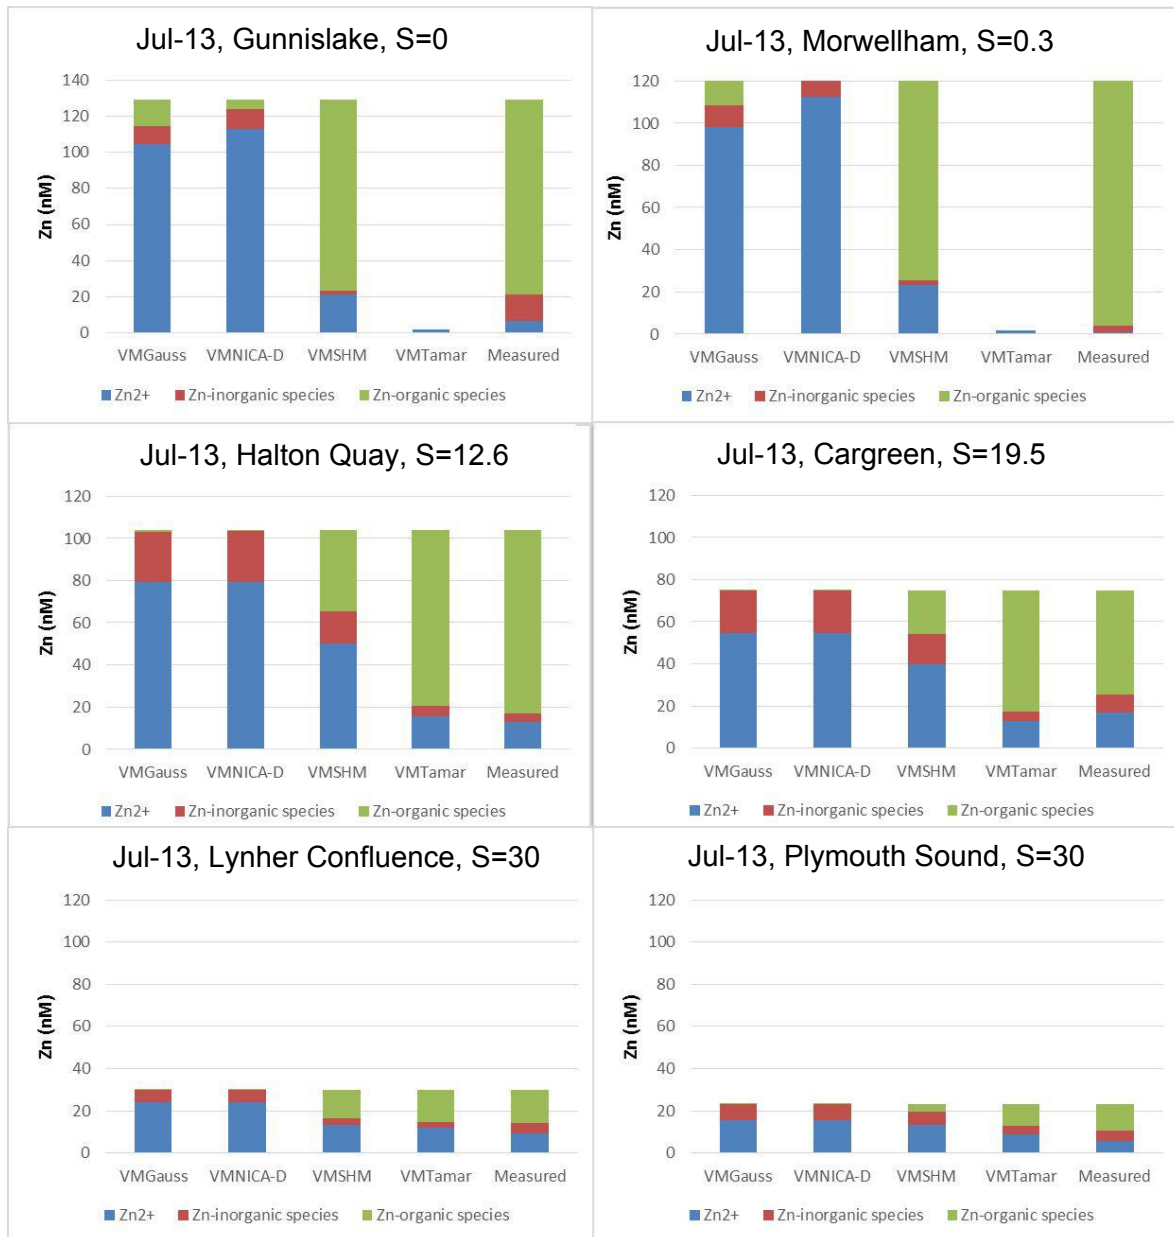 Jul-13, Gunnislake, S=0
Zn (nM)
140
120
100
80
60
40
20
0
VMGauss VMNICA-D VMSHM VMTamar Measured
Zn2+ Zn-inorganic species Zn-organic species
Jul-13, Morwellham, S=0.3
Zn (nM)
120
100
80
60
40
20
0
VMGauss VMNICA-D VMSHM VMTamar Measured
Zn2+ Zn-inorganic species Zn-organic species
Jul-13, Halton Quay, S=12.6
Zn (nM)
120
100
80
60
40
20
0
VMGauss VMNICA-D VMSHM VMTamar Measured
Zn2+ Zn-inorganic species Zn-organic species
Jul-13, Cargreen, S=19.5
Zn (nM)
120
100
80
60
40
20
0
VMGauss VMNICA-D VMSHM VMTamar Measured
Zn2+ Zn-inorganic species Zn-organic species
Jul-13, Lynher Confluence, S=30
Zn (nM)
120
100
80
60
40
20
0
VMGauss VMNICA-D VMSHM VMTamar Measured
Zn2+ Zn-inorganic species Zn-organic species
Jul-13, Plymouth Sound, S=30
Zn (nM)
120
100
80
60
40
20
0
VMGauss VMNICA-D VMSHM VMTamar Measured
Zn2+ Zn-inorganic species Zn-organic species